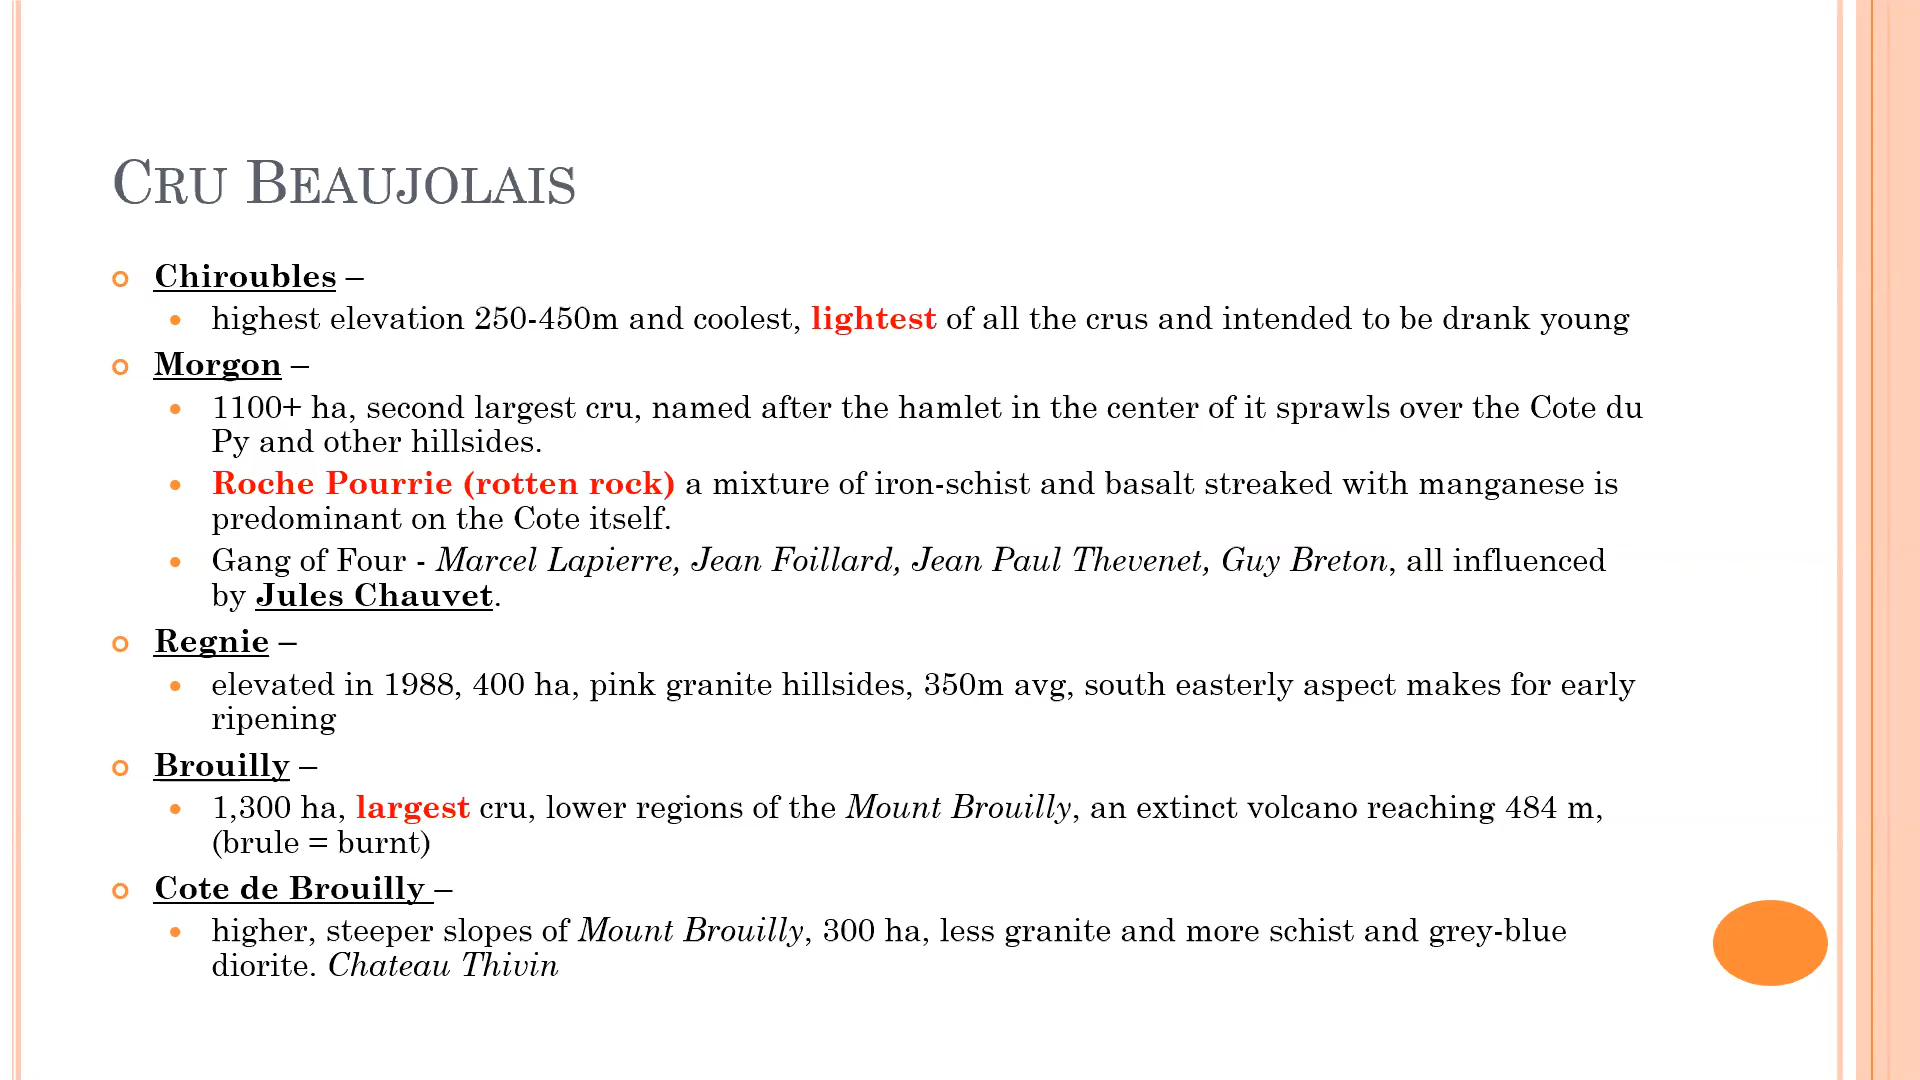 CRU BEAUJOLAIS
Chiroubles –
highest elevation 250-450m and coolest, lightest of all the crus and intended to be drank young
Morgon –
1100+ ha, second largest cru, named after the hamlet in the center of it sprawls over the Cote du
Py and other hillsides.
Roche Pourrie (rotten rock) a mixture of iron-schist and basalt streaked with manganese is
predominant on the Cote itself.
Gang of Four - Marcel Lapierre, Jean Foillard, Jean Paul Thevenet, Guy Breton, all influenced
by Jules Chauvet.
Regnie –
elevated in 1988, 400 ha, pink granite hillsides, 350m avg, south easterly aspect makes for early
ripening
Brouilly –
1,300 ha, largest cru, lower regions of the Mount Brouilly, an extinct volcano reaching 484 m,
(brule = burnt)
Cote de Brouilly –
higher, steeper slopes of Mount Brouilly, 300 ha, less granite and more schist and grey-blue
diorite. Chateau Thivin